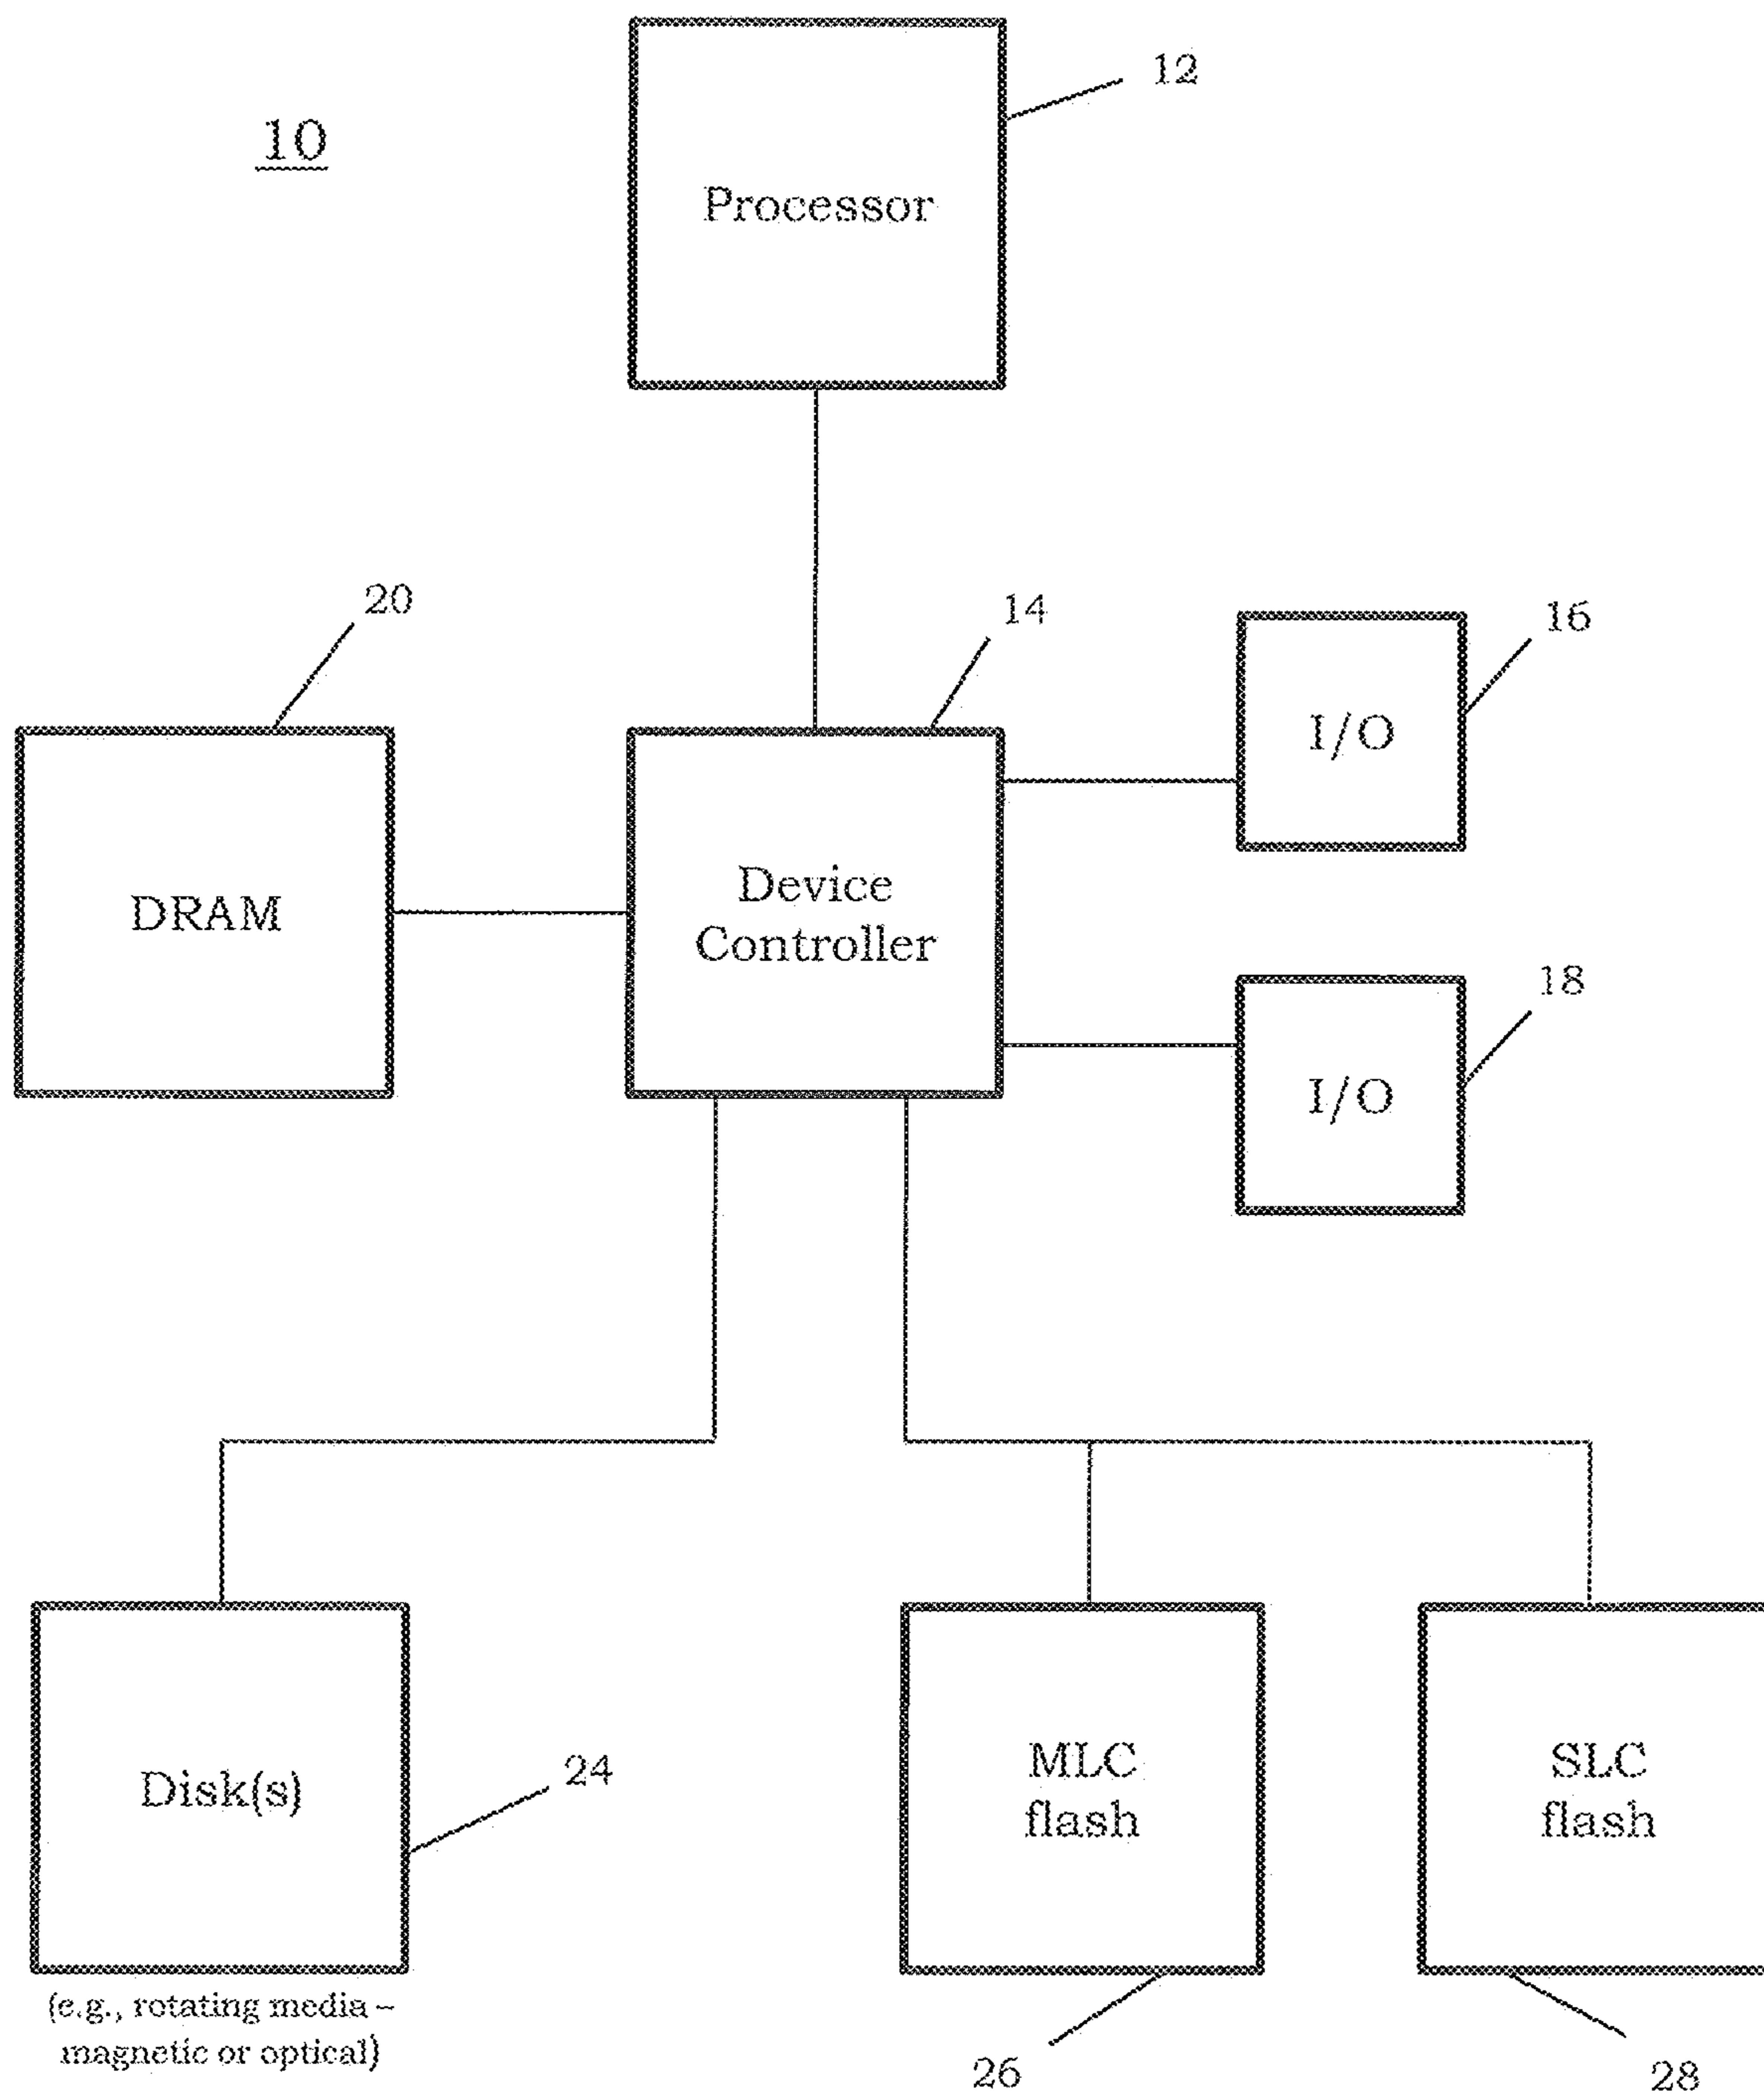 12
10
Processor
20
14
16
I/O
DRAM
Device
Controller
18
I/O
MLC
flash
SLC
flash
Disk(s)
24
(e.g., rotating media –
magnetic or optical)
26
28